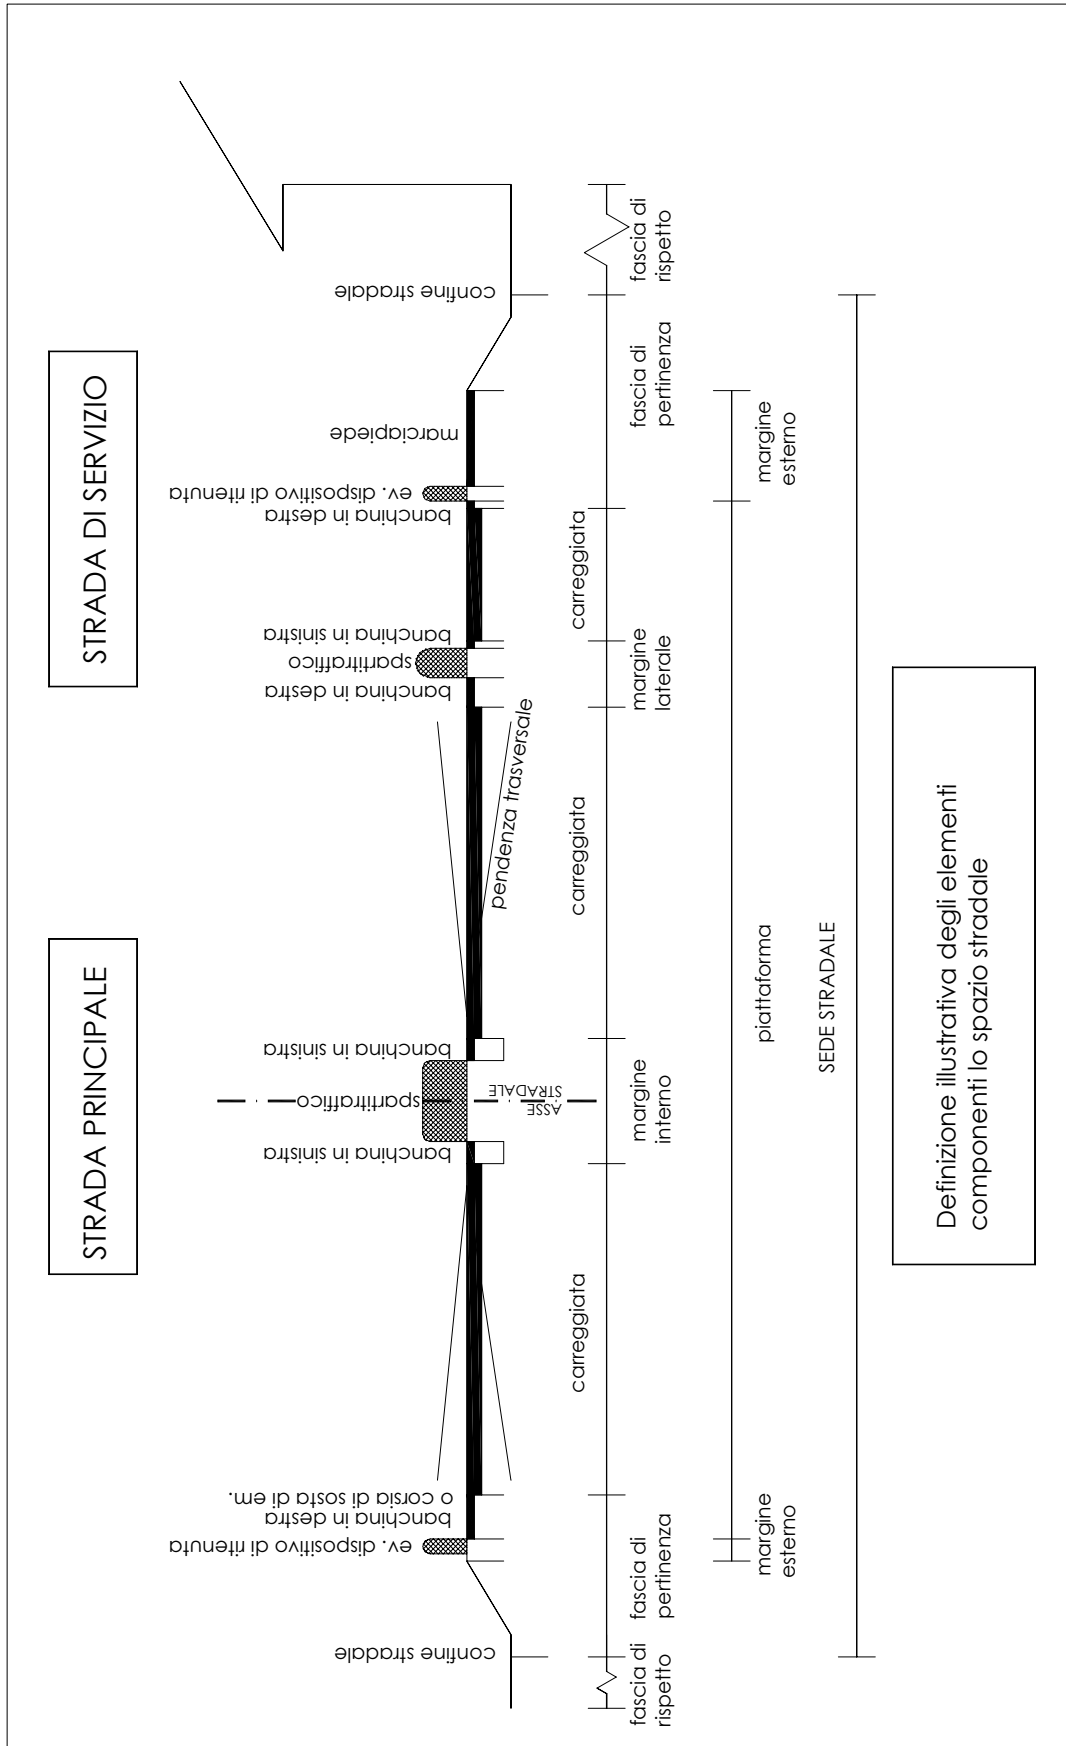 STRADA PRINCIPALE
STRADA DI SERVIZIO
confine stradale
ev. dispositivo di ritenuta
banchina in destra
o corsia di sosta di em.
banchina in sinistra
spartitraffico
banchina in sinistra
banchina in destra
spartitraffico
banchina in sinistra
banchina in destra
ev. dispositivo di ritenuta
marciapiede
confine stradale
ASSE
STRADALE
pendenza trasversale
carreggiata
carreggiata
carreggiata
fascia di
rispetto
fascia di
pertinenza
margine
interno
margine
laterale
fascia di
pertinenza
fascia di
rispetto
margine
esterno
piattaforma
margine
esterno
SEDE STRADALE
Definizione illustrativa degli elementi
componenti lo spazio stradale